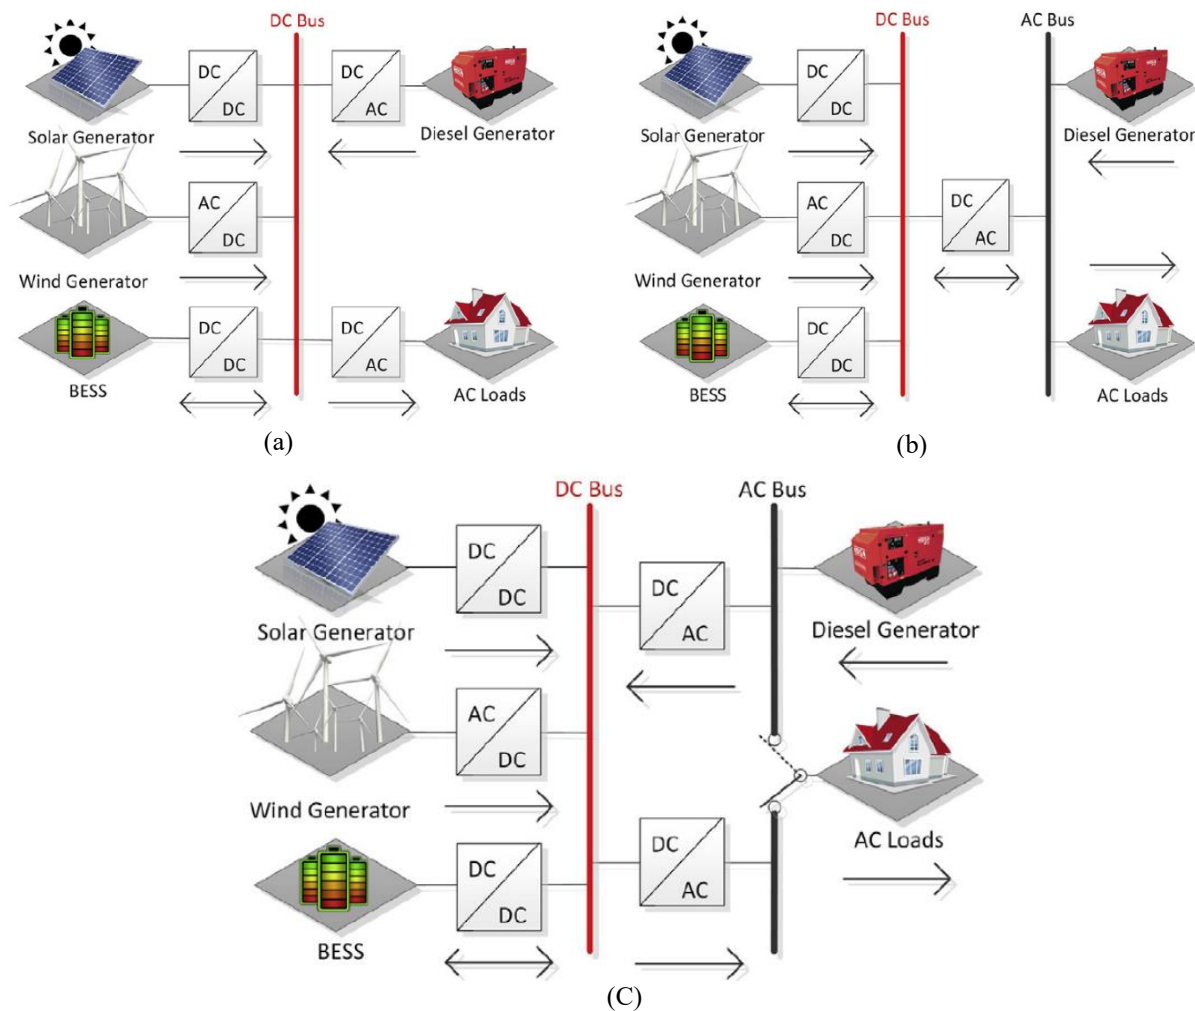 DC Bus
DC
DC
DC
AC
Solar Generator
Diesel Generator
AC
DC
Wind Generator
DC
DC
DC
AC
BESS
AC Loads
(a)
DC Bus
AC Bus
DC
DC
Solar Generator
Diesel Generator
AC
DC
DC
AC
Wind Generator
DC
DC
BESS
AC Loads
(b)
DC Bus
AC Bus
DC
DC
DC
AC
Solar Generator
Diesel Generator
AC
DC
Wind Generator
DC
AC
AC Loads
DC
DC
BESS
(C)